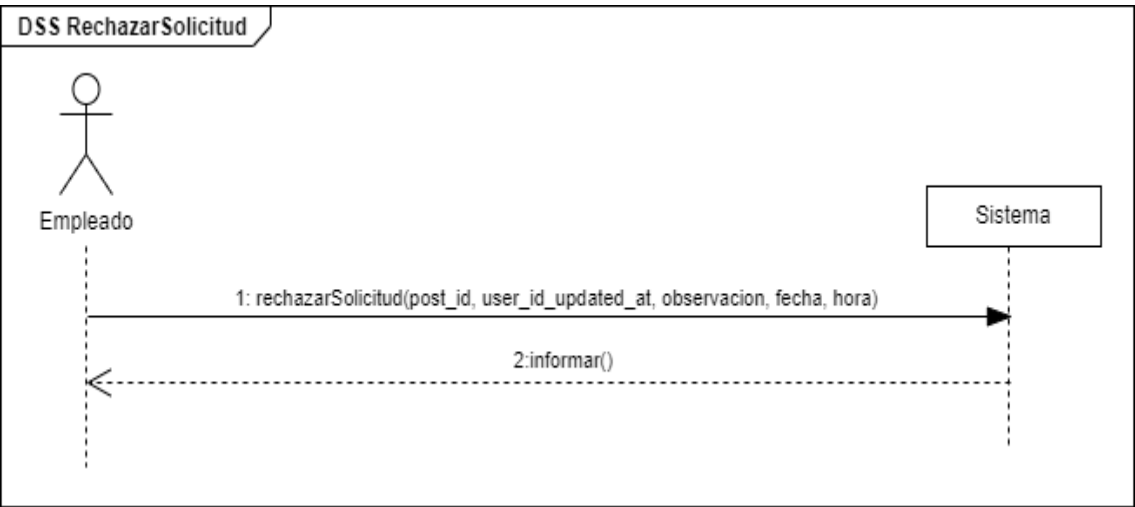 DSS RechazarSolicitud
Empleado
Sistema
1: rechazarSolicitud(post_id, user_id_updated_at, observacion, fecha, hora)
2:informar()